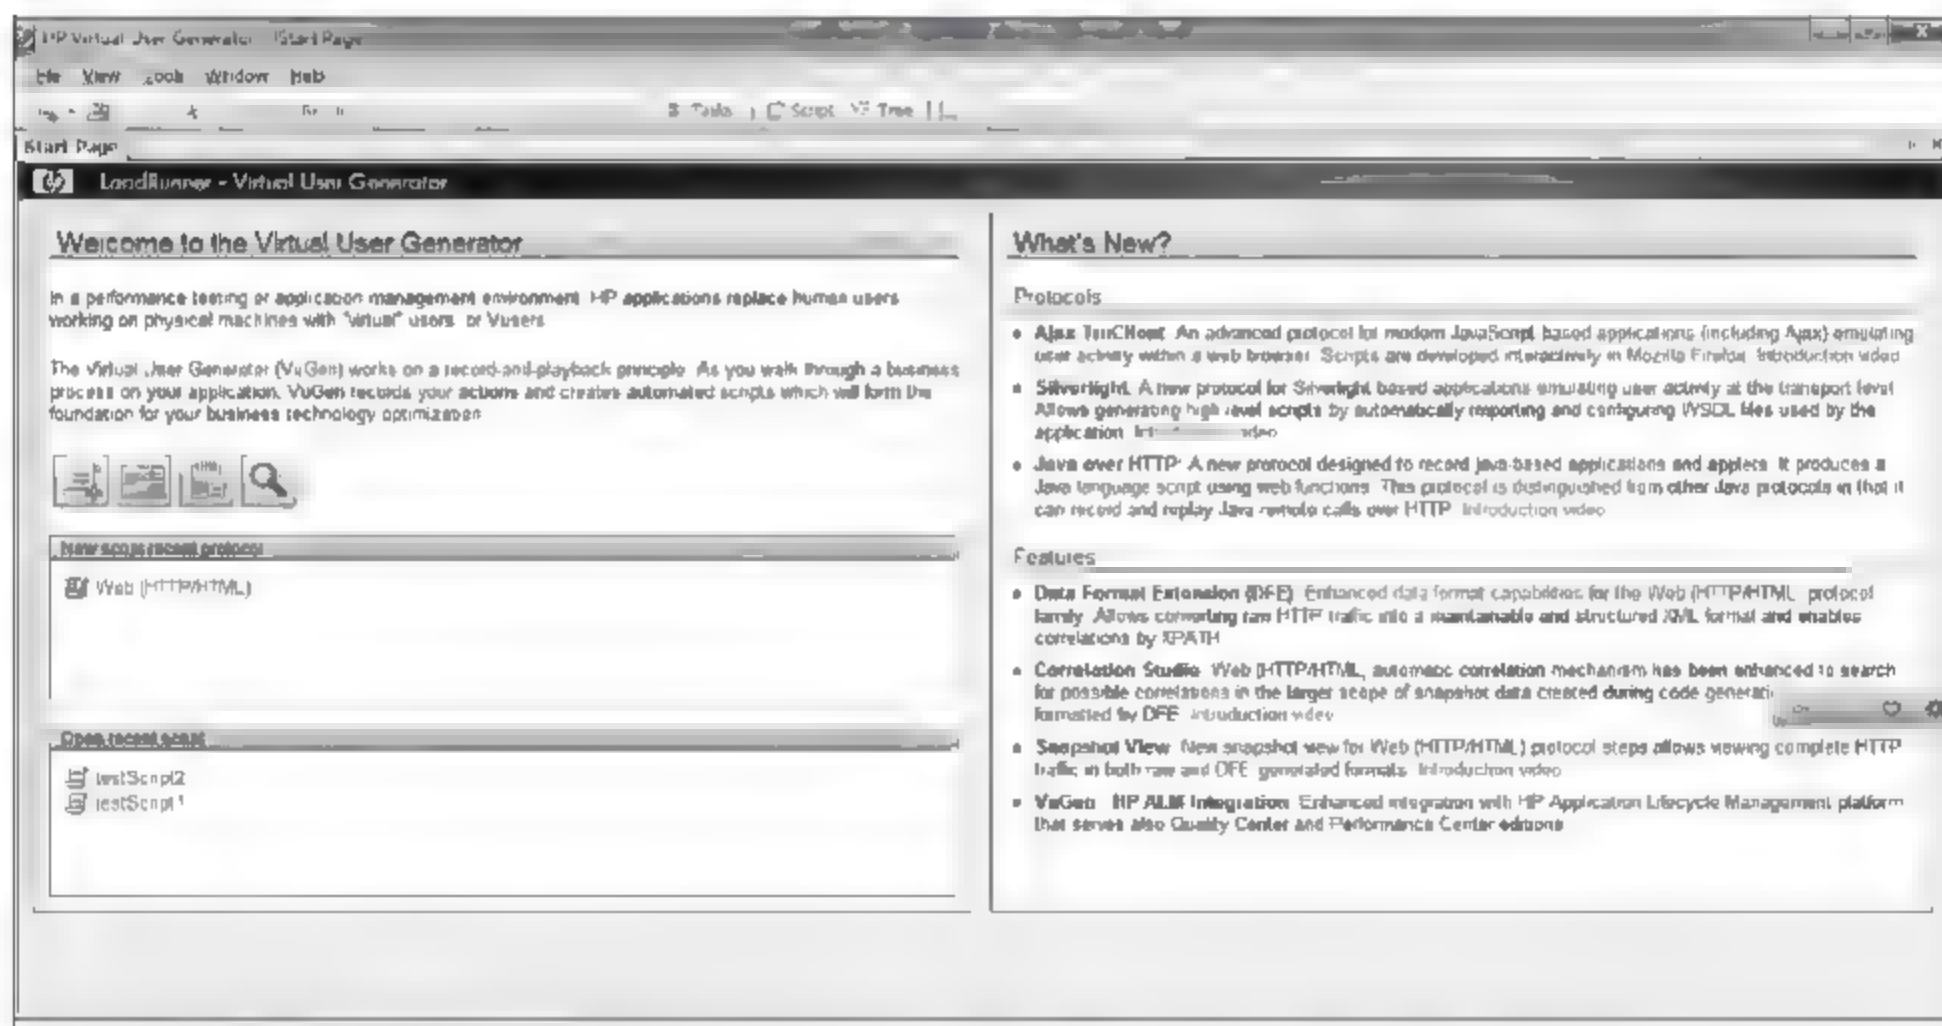 HP Virtual User Generator - [Start Page]
File View Tools Window Help
Tasks Script Tree
Start Page
LoadRunner - Virtual User Generator
Welcome to the Virtual User Generator
In a performance testing or application management environment, HP applications replace human users
working on physical machines with "virtual" users, or Vusers.
The Virtual User Generator (VuGen) works on a record-and-playback principle. As you walk through a business
process on your application, VuGen records your actions and creates automated scripts which will form the
foundation for your business technology optimization.
New script recent protocol
Web (HTTP/HTML)
Open recent script
testScript2
testScript1
What's New?
Protocols
• Ajax TruClient: An advanced protocol for modern JavaScript based applications (including Ajax) emulating
user activity within a web browser. Scripts are developed interactively in Mozilla Firefox. Introduction video
• Silverlight: A new protocol for Silverlight based applications emulating user activity at the transport level.
Allows generating high level scripts by automatically importing and configuring WSDL files used by the
application. video
• Java over HTTP: A new protocol designed to record java-based applications and applets. It produces a
Java language script using web functions. This protocol is distinguished from other Java protocols in that it
can record and replay Java remote calls over HTTP. Introduction video
Features
• Data Format Extension (DFE): Enhanced data format capabilities for the Web (HTTP/HTML) protocol
family. Allows converting raw HTTP traffic into a maintainable and structured XML format and enables
correlations by XPATH.
• Correlation Studio: Web (HTTP/HTML) automatic correlation mechanism has been enhanced to search
for possible correlations in the larger scope of snapshot data created during code
formatted by DFE. Introduction video
• Snapshot View: New snapshot view for Web (HTTP/HTML) protocol steps allows viewing complete HTTP
traffic in both raw and DFE generated formats. Introduction video
• VuGen - HP ALM Integration: Enhanced integration with HP Application Lifecycle Management platform
that serves also Quality Center and Performance Center editions.